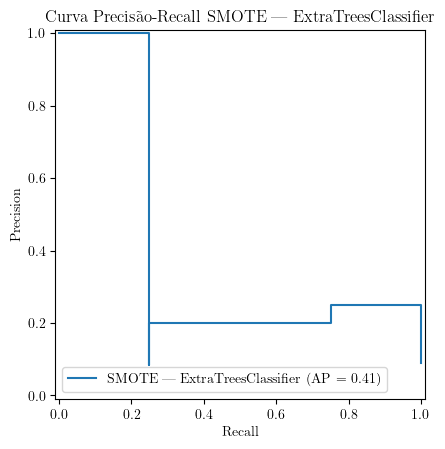 Curva Precisão-Recall SMOTE — ExtraTreesClassifier
1.0
0.8
0.6
0.4
0.2
0.0
Precision
SMOTE — ExtraTreesClassifier (AP = 0.41)
0.0 0.2 0.4 0.6 0.8 1.0
Recall